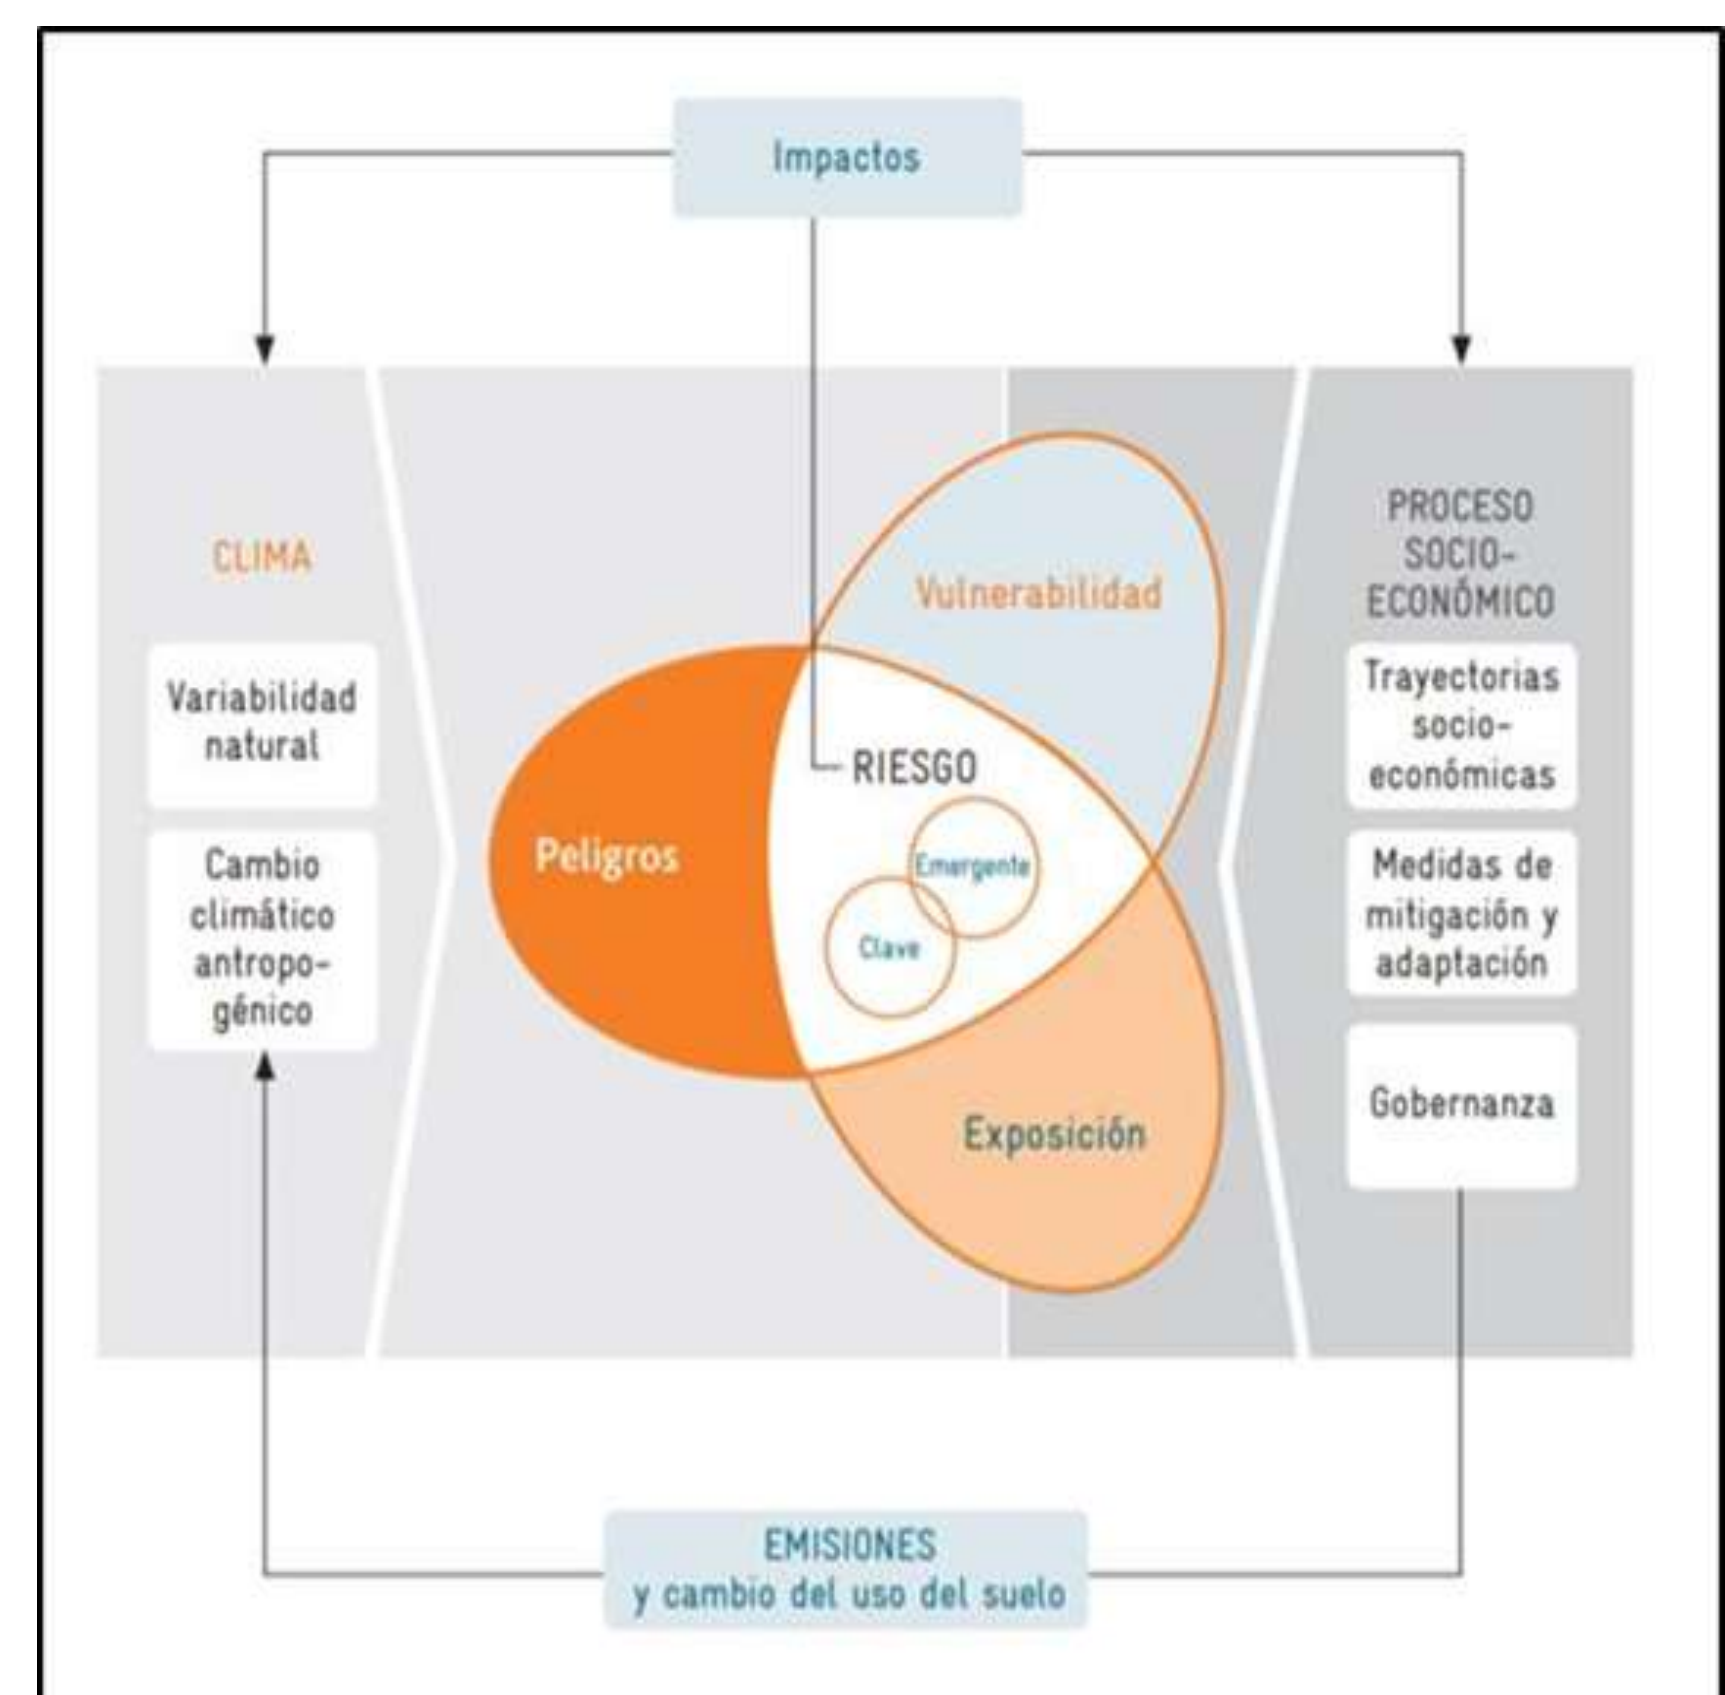 Impactos
CLIMA
Variabilidad
natural
Cambio
climático
antropo-
génico
Vulnerabilidad
Peligros
RIESGO
Emergente
Clave
Exposición
PROCESO
SOCIO-
ECONÓMICO
Trayectorias
socio-
económicas
Medidas de
mitigación y
adaptación
Gobernanza
EMISIONES
y cambio del uso del suelo